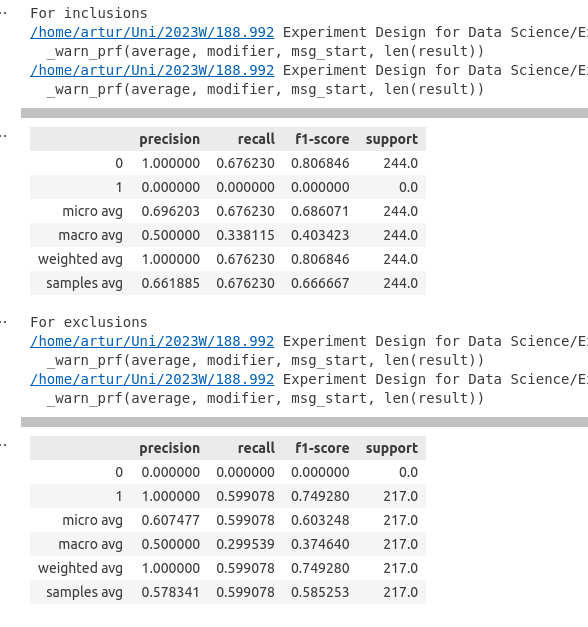 For inclusions
/home/artur/Uni/2023W/188.992 Experiment Design for Data Science/E
_warn_prf(average, modifier, msg_start, len(result))
/home/artur/Uni/2023W/188.992 Experiment Design for Data Science/E
_warn_prf(average, modifier, msg_start, len(result))
precision recall f1-score support
0 1.000000 0.676230 0.806846 244.0
1 0.000000 0.000000 0.000000 0.0
micro avg 0.696203 0.676230 0.686071 244.0
macro avg 0.500000 0.338115 0.403423 244.0
weighted avg 1.000000 0.676230 0.806846 244.0
samples avg 0.661885 0.676230 0.666667 244.0
For exclusions
/home/artur/Uni/2023W/188.992 Experiment Design for Data Science/E
_warn_prf(average, modifier, msg_start, len(result))
/home/artur/Uni/2023W/188.992 Experiment Design for Data Science/E
_warn_prf(average, modifier, msg_start, len(result))
precision recall f1-score support
0 0.000000 0.000000 0.000000 0.0
1 1.000000 0.599078 0.749280 217.0
micro avg 0.607477 0.599078 0.603248 217.0
macro avg 0.500000 0.299539 0.374640 217.0
weighted avg 1.000000 0.599078 0.749280 217.0
samples avg 0.578341 0.599078 0.585253 217.0